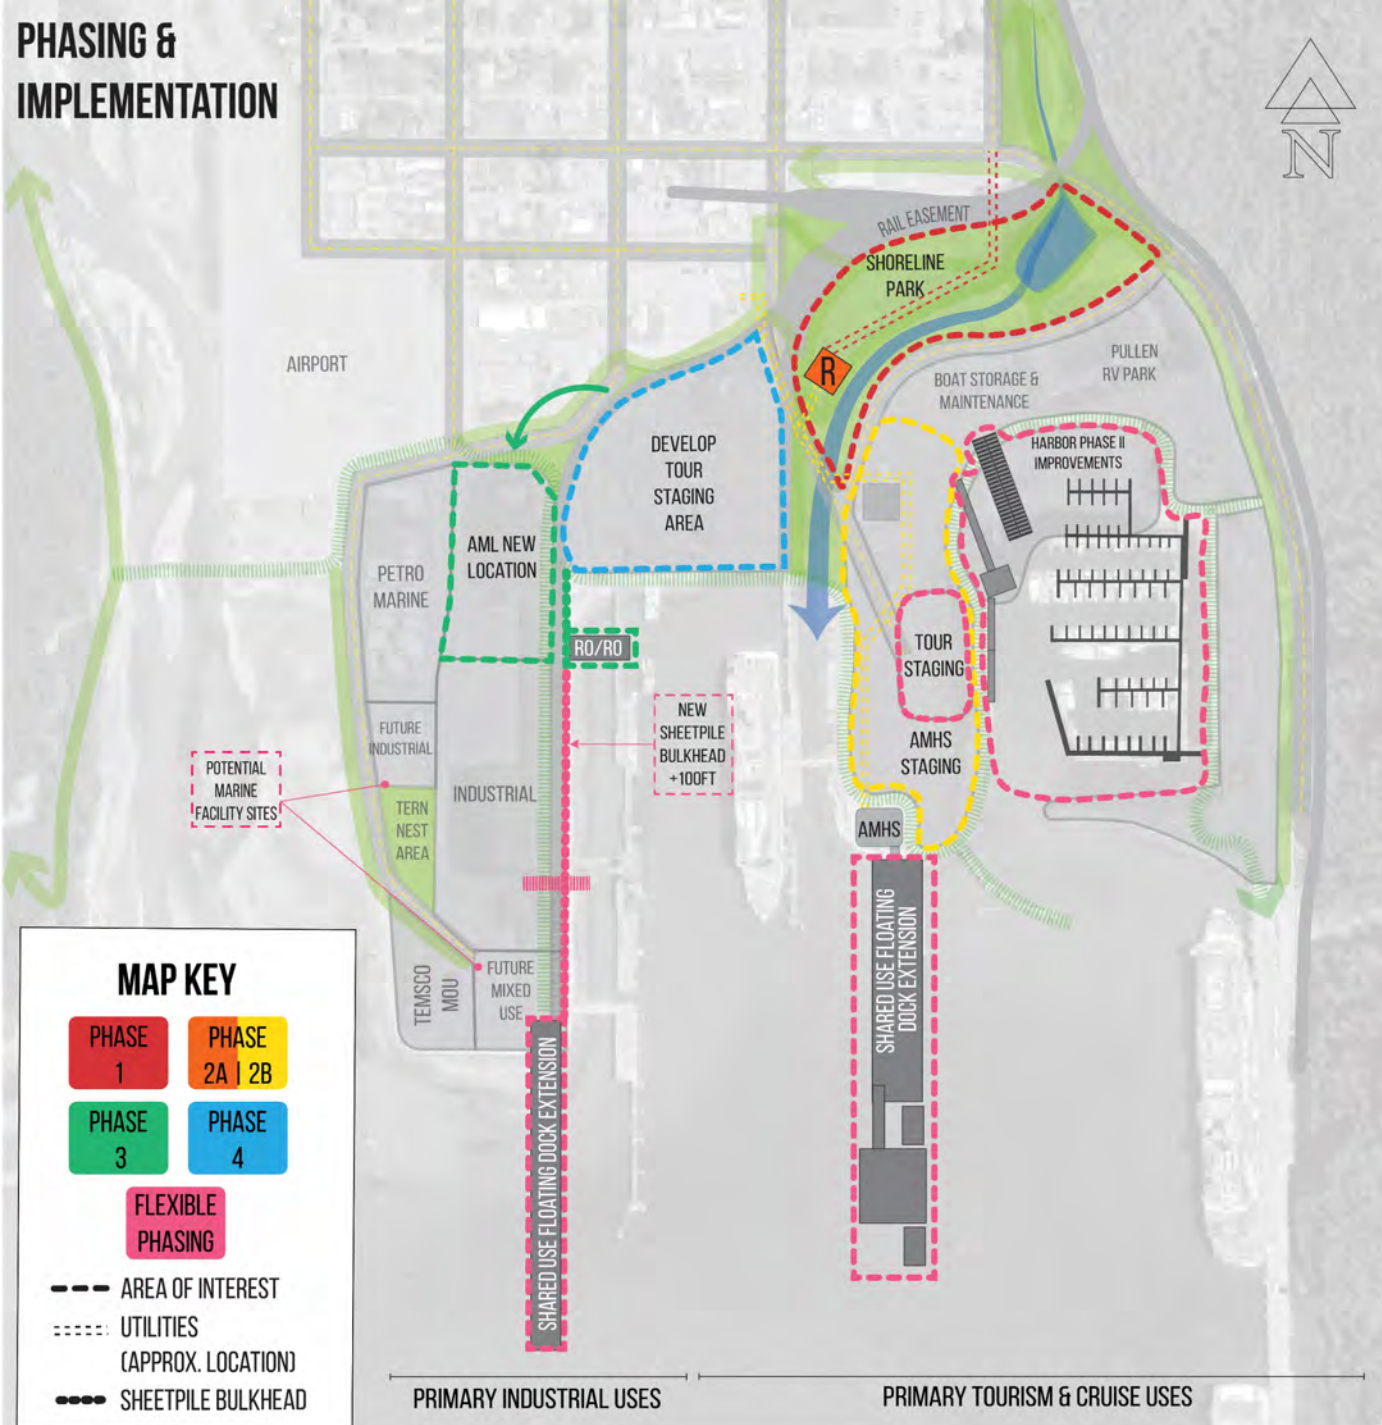 PHASING &
IMPLEMENTATION
N
RAIL EASEMENT
SHORELINE
PARK
R
AIRPORT
PULLEN
RV PARK
BOAT STORAGE &
MAINTENANCE
HARBOR PHASE II
IMPROVEMENTS
DEVELOP
TOUR
STAGING
AREA
AML NEW
LOCATION
PETRO
MARINE
RO/RO
TOUR
STAGING
NEW
SHEETPILE
BULKHEAD
+100FT
AMHS
STAGING
FUTURE
INDUSTRIAL
POTENTIAL
MARINE
FACILITY SITES
INDUSTRIAL
TERN
NEST
AREA
AMHS
SHARED USE FLOATING
DOCK EXTENSION
TEMSCO
MOU
FUTURE
MIXED
USE
SHARED USE FLOATING DOCK EXTENSION
MAP KEY
PHASE
1
PHASE
2A | 2B
PHASE
3
PHASE
4
FLEXIBLE
PHASING
AREA OF INTEREST
UTILITIES
(APPROX. LOCATION)
SHEETPILE BULKHEAD
PRIMARY INDUSTRIAL USES
PRIMARY TOURISM & CRUISE USES